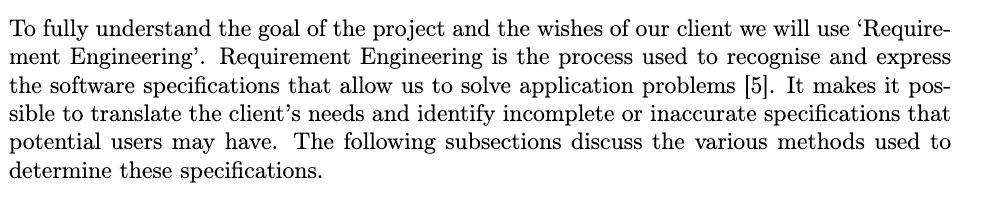 To fully understand the goal of the project and the wishes of our client we will use ‘Require-
ment Engineering’. Requirement Engineering is the process used to recognise and express
the software specifications that allow us to solve application problems [5]. It makes it pos-
sible to translate the client’s needs and identify incomplete or inaccurate specifications that
potential users may have. The following subsections discuss the various methods used to
determine these specifications.